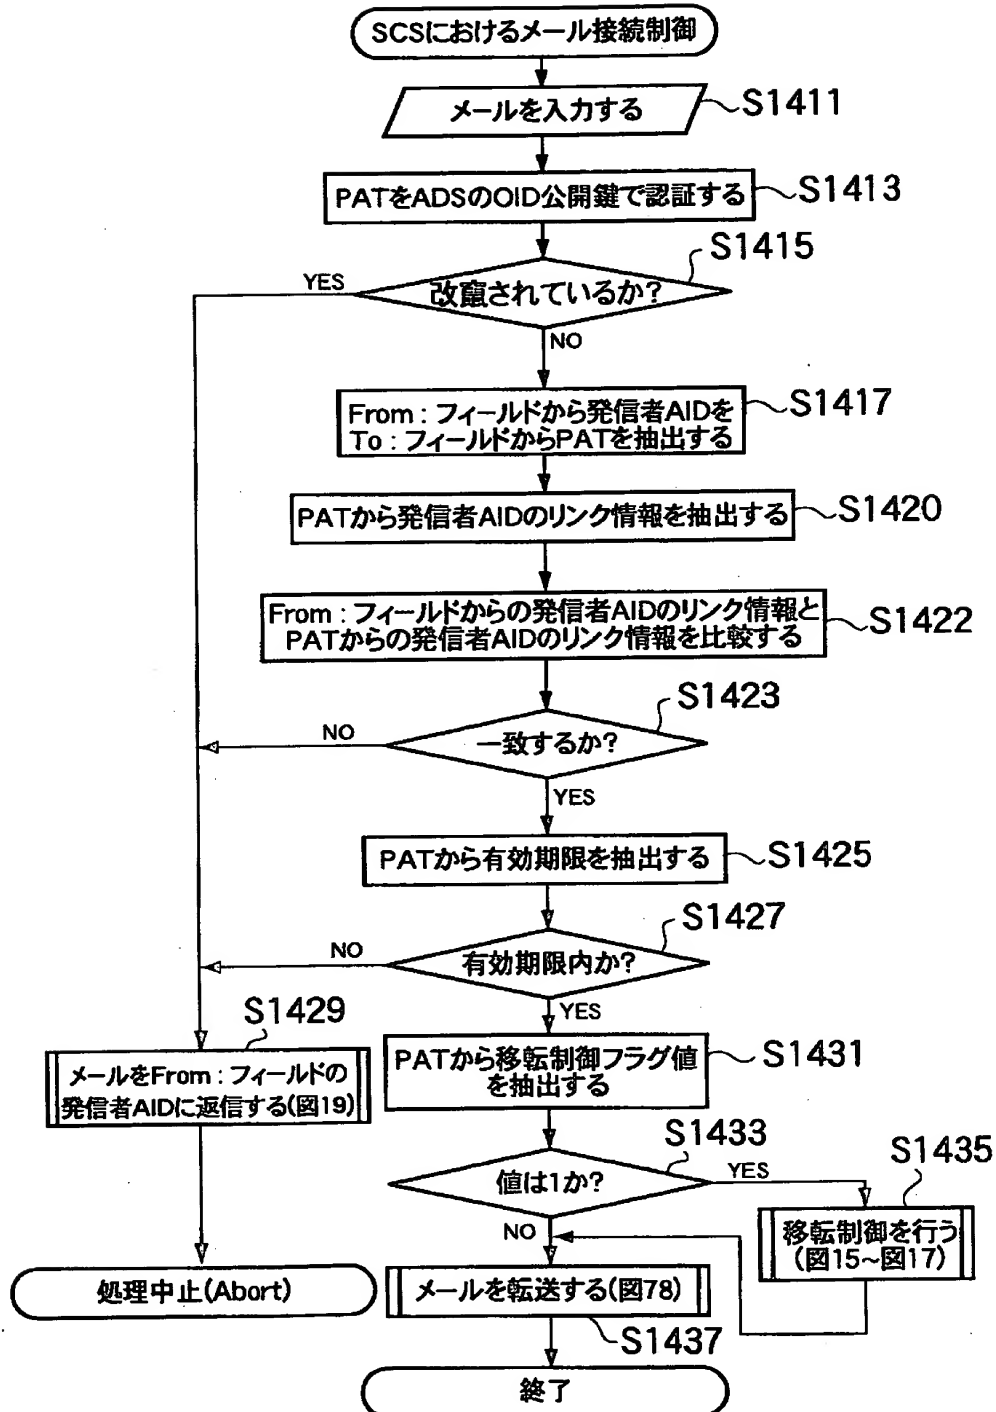 SCSにおけるメール接続制御
メールを入力する
S1411
PATをADSのOID公開鍵で認証する
S1413
S1415
YES
改竄されているか?
NO
From:フィールドから発信者AIDを
To:フィールドからPATを抽出する
S1417
PATから発信者AIDのリンク情報を抽出する
S1420
From:フィールドからの発信者AIDのリンク情報と
PATからの発信者AIDのリンク情報を比較する
S1422
S1423
NO
一致するか?
YES
PATから有効期限を抽出する
S1425
S1427
NO
有効期限内か?
YES
S1429
メールをFrom:フィールドの
発信者AIDに返信する(図19)
PATから移転制御フラグ値
を抽出する
S1431
S1433
値は1か?
YES
S1435
NO
移転制御を行う
(図15~図17)
処理中止(Abort)
メールを転送する(図78)
S1437
終了